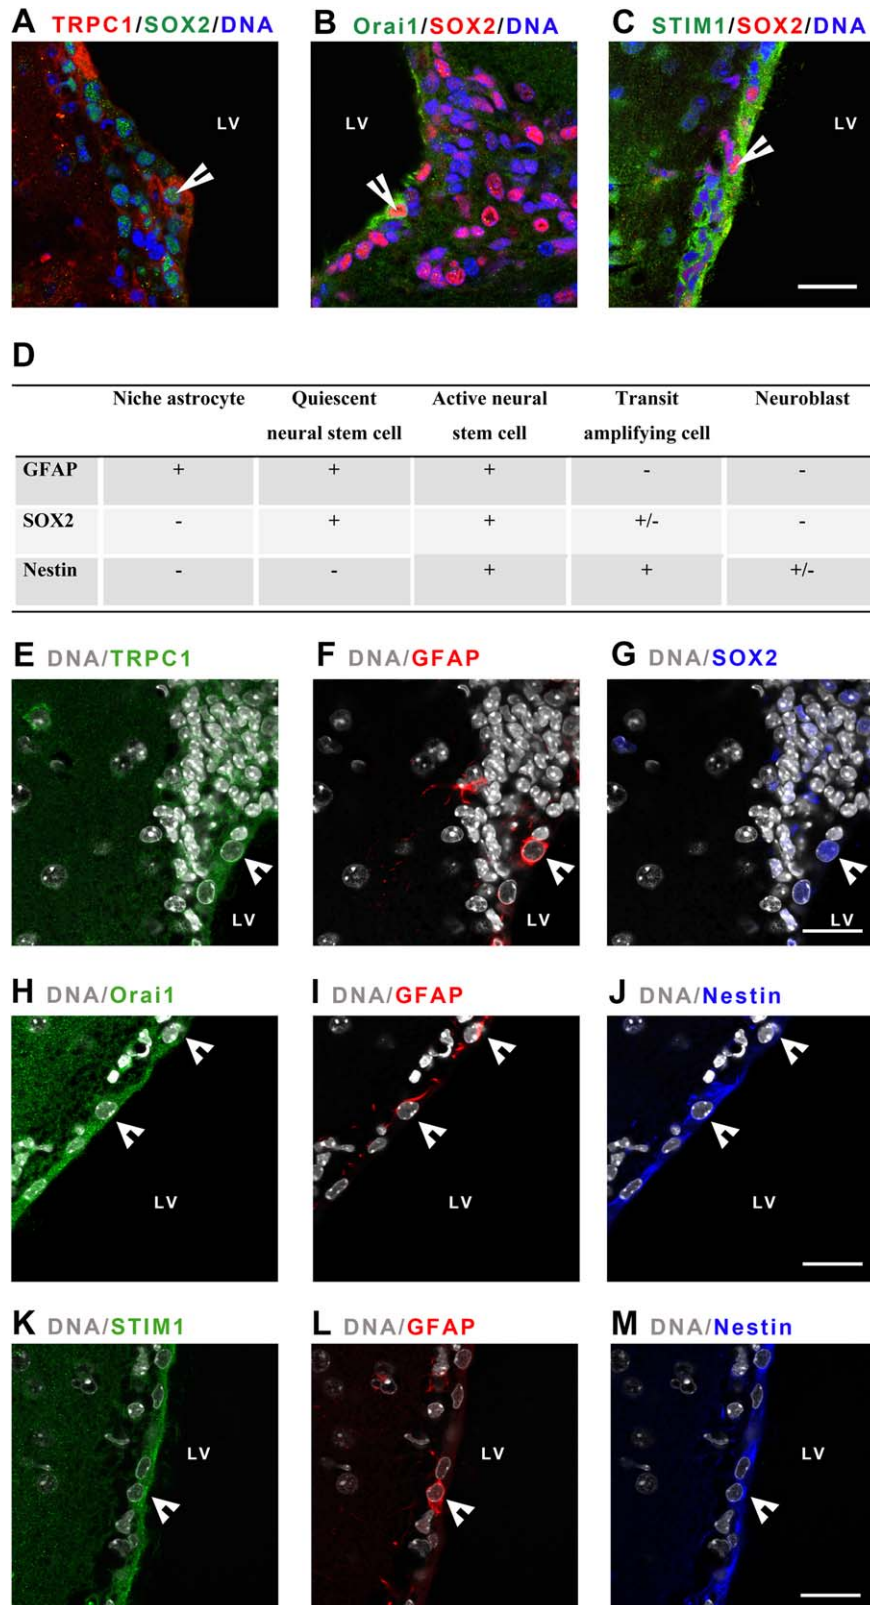 A TRPC1/SOX2/DNA
B Orai1/SOX2/DNA
C STIM1/SOX2/DNA
LV
LV
LV
D
Niche astrocyte Quiescent Active neural Transit Neuroblast
neural stem cell stem cell amplifying cell
GFAP + + + - -
SOX2 - + + +/- -
Nestin - - + + +/-
E DNA/TRPC1
F DNA/GFAP
G DNA/SOX2
LV
LV
LV
H DNA/Orai1
I DNA/GFAP
J DNA/Nestin
LV
LV
LV
K DNA/STIM1
L DNA/GFAP
M DNA/Nestin
LV
LV
LV